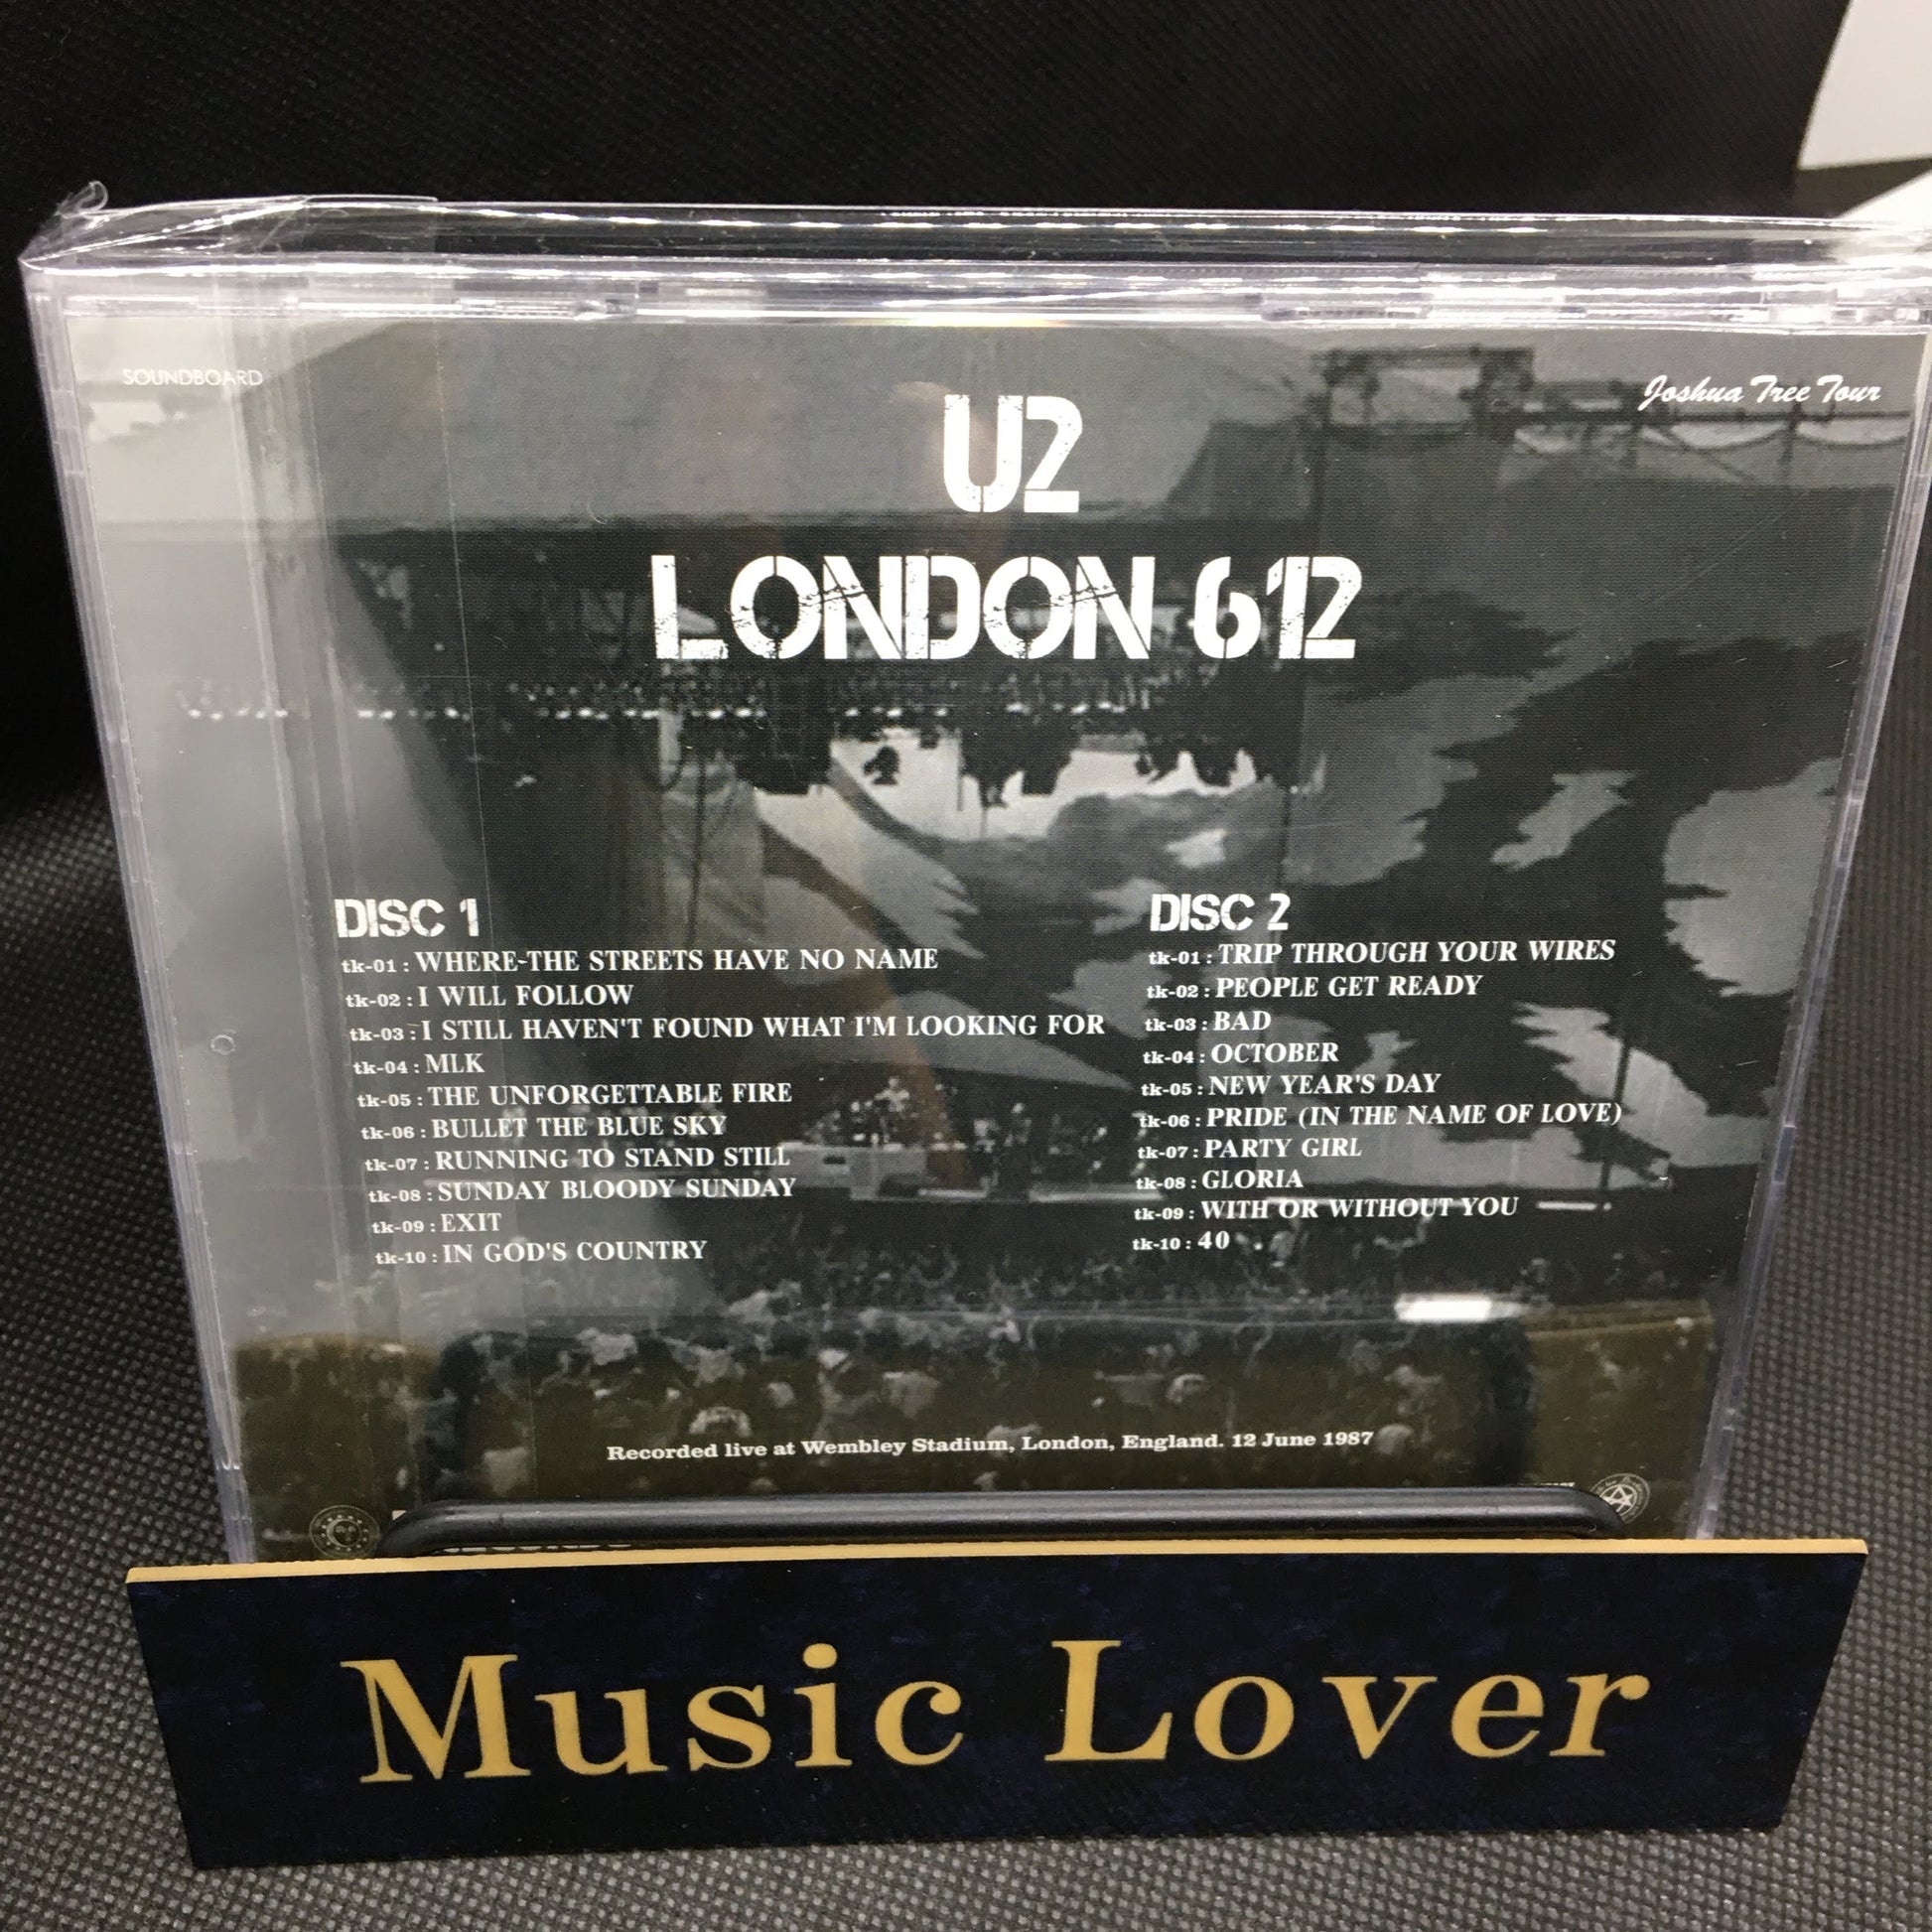 SOUNDBOARD
Joshua Tree Tour
U2
LONDON 612
DISC 1
tk-01 : WHERE-THE STREETS HAVE NO NAME
tk-02 : I WILL FOLLOW
tk-03 : I STILL HAVEN'T FOUND WHAT I'M LOOKING FOR
tk-04 : MLK
tk-05 : THE UNFORGETTABLE FIRE
tk-06 : BULLET THE BLUE SKY
tk-07 : RUNNING TO STAND STILL
tk-08 : SUNDAY BLOODY SUNDAY
tk-09 : EXIT
tk-10 : IN GOD'S COUNTRY
DISC 2
tk-01 : TRIP THROUGH YOUR WIRES
tk-02 : PEOPLE GET READY
tk-03 : BAD
tk-04 : OCTOBER
tk-05 : NEW YEAR'S DAY
tk-06 : PRIDE (IN THE NAME OF LOVE)
tk-07 : PARTY GIRL
tk-08 : GLORIA
tk-09 : WITH OR WITHOUT YOU
tk-10 : 40
Recorded live at Wembley Stadium, London, England. 12 June 1987
Music Lover